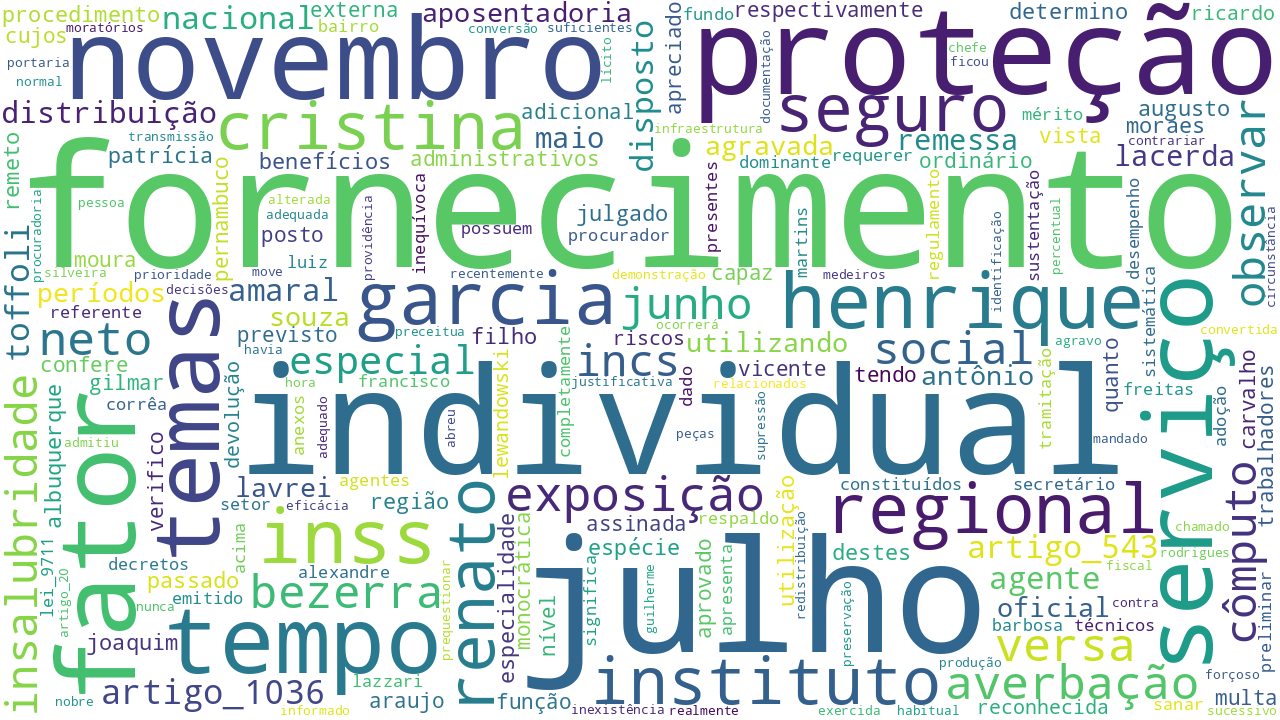 procedimento
nacional
externa
aposentadoria
fundo
respectivamente
determino
ricardo
cujos
moratórios
bairro
conversão
suficientes
novembro
proteção
portaria
normal
lícito
disposto
apreciado
documentação
chefe
ficou
seguro
mérito
augusto
distribuição
cristina
adicional
remeto
transmissão
maio
infraestrutura
agravada
remessa
vista
moraes
contrariar
patrícia
benefícios
administrativos
dominante
requerer
ordinário
lacerda
observar
fornecimento
procuradoria
pessoa
pernambuco
alterada
adequada
providência
inequívoca
julgado
presentes
martins
regulamento
sustentação
percentual
desempenho
circunstância
toffoli
moura
posto
possuem
procurador
luiz
silveira
prioridade
move
recentemente
demonstração
capaz
medeiros
identificação
sistemática
períodos
decisões
amaral
garcia
junho
henrique
serviço
referente
souza
ocorrerá
convertida
neto
temas
previsto
preceitua
filho
riscos
utilizando
social
agravo
havia
confere
especial
completamente
incs
vicente
tendo
antônio
quanto
gilmar
devolução
hora
francisco
lewandowski
justificativa
dado
relacionados
tramitação
freitas
adoção
carvalho
trabalhadores
insalubridade
albuquerque
fator
corrêa
individual
anexos
adequado
abreu
peças
supressão
mandado
admitiu
verifico
lavrei
agentes
exposição
constituídos
secretário
cômputo
setor
eficácia
região
renato
utilização
regional
inss
monocrática
assinada
respaldo
redistribuição
chamado
acima
especialidade
espécie
destes
artigo_543
rodrigues
lei_9711
artigo_20
decretos
alexandre
prequestionar
julho
aprovado
apresenta
fiscal
passado
bezerra
significa
guilherme
preservação
agente
preliminar
nunca
emitido
nível
oficial
contra
tempo
barbosa
técnicos
joaquim
versa
lazzari
instituto
produção
forçoso
nobre
artigo_1036
araujo
função
averbação
multa
informado
inexistência
realmente
exercida
habitual
reconhecida
sanar
sucessivo